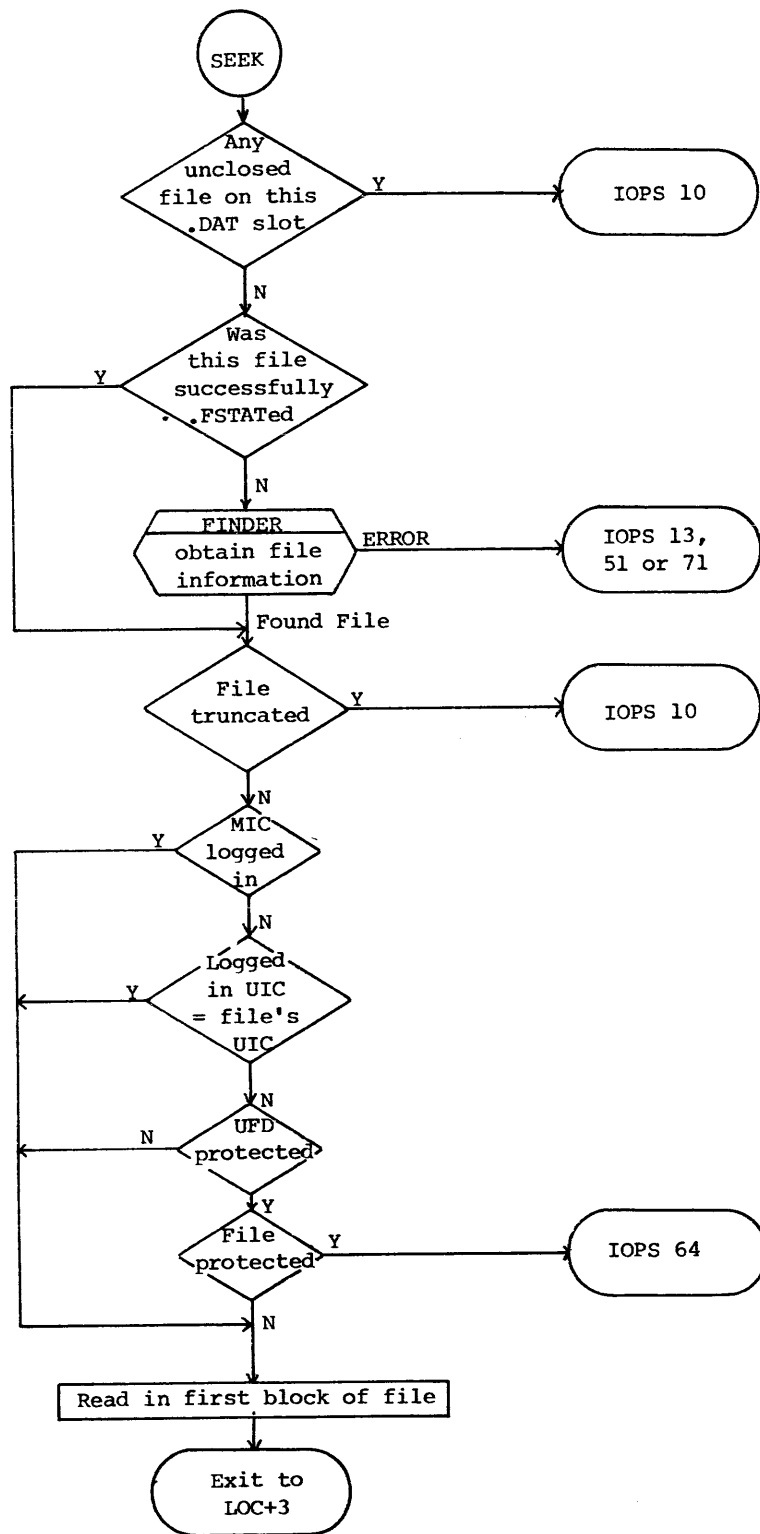 SEEK
Any
unclosed
file on this
.DAT slot
Y
IOPS 10
N
Was
this file
successfully
.FSTATed
Y
N
FINDER
obtain file
information
ERROR
IOPS 13,
51 or 71
Found File
File
truncated
Y
IOPS 10
N
MIC
logged
in
Y
N
Logged
in UIC
= file's
UIC
Y
N
UFD
protected
N
Y
File
protected
Y
IOPS 64
N
Read in first block of file
Exit to
LOC+3